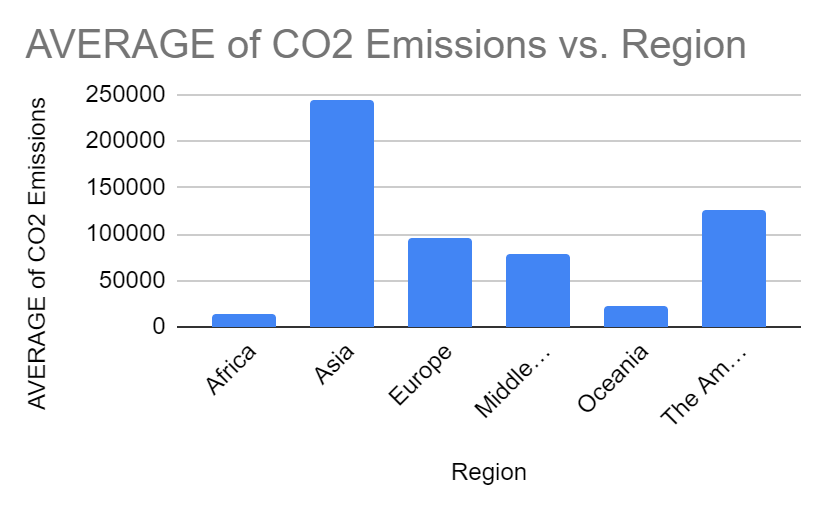 AVERAGE of CO2 Emissions vs. Region
AVERAGE of CO2 Emissions
250000
200000
150000
100000
50000
0
Africa
Asia
Europe
Middle...
Oceania
The Am...
Region